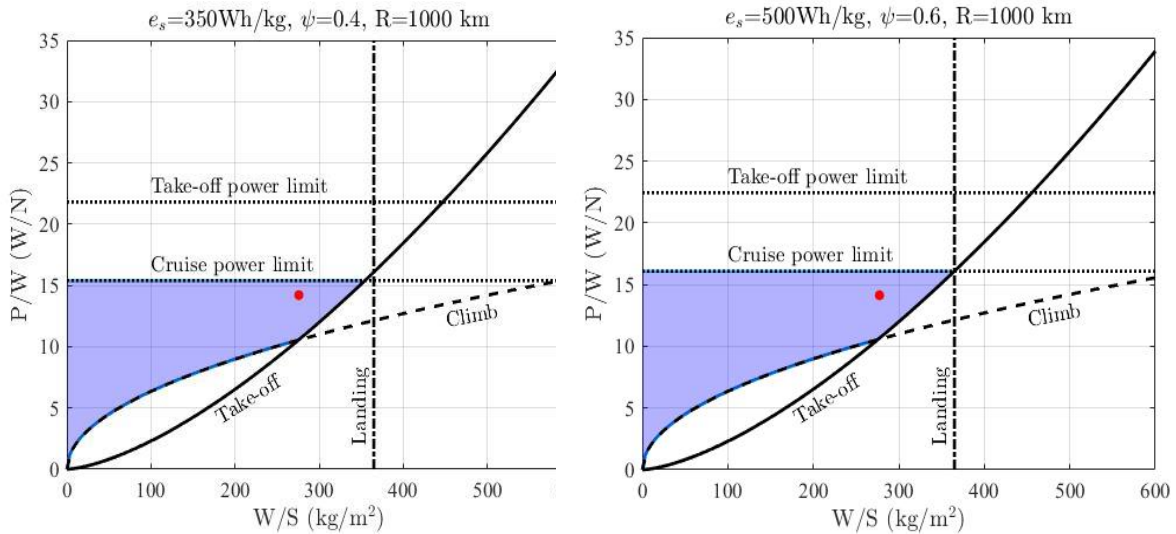 e_s=350Wh/kg, ψ=0.4, R=1000 km
35
30
25
20
15
10
5
0
P/W (W/N)
Take-off power limit
Cruise power limit
Climb
Take-off
Landing
0 100 200 300 400 500
W/S (kg/m²)
e_s=500Wh/kg, ψ=0.6, R=1000 km
35
30
25
20
15
10
5
0
P/W (W/N)
Take-off power limit
Cruise power limit
Climb
Take-off
Landing
0 100 200 300 400 500 600
W/S (kg/m²)